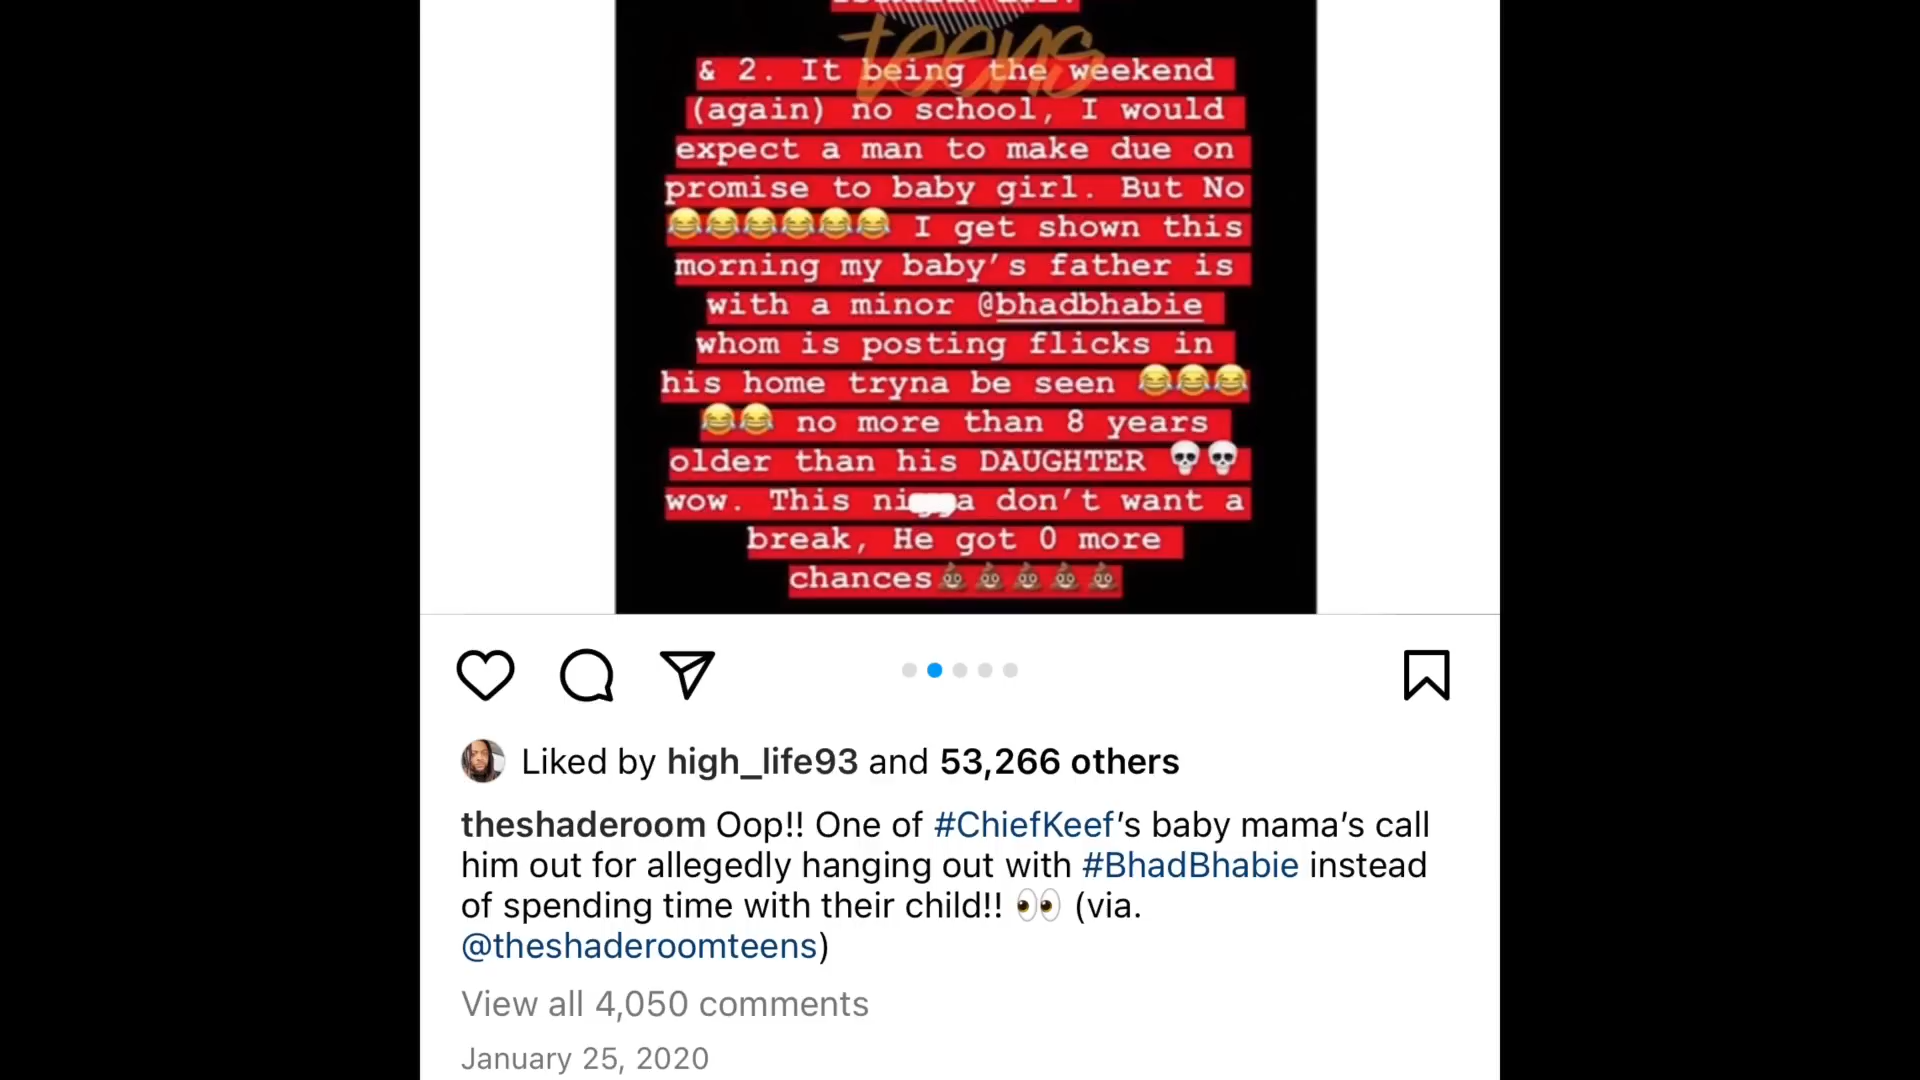 teens
& 2. It being the weekend
(again) no school, I would
expect a man to make due on
promise to baby girl. But No
😂😂😂😂😂😂 I get shown this
morning my baby’s father is
with a minor @bhadbhabie
whom is posting flicks in
his home tryna be seen 😂😂😂
😂😂 no more than 8 years
older than his DAUGHTER 💀💀
wow. This ni a don’t want a
break, He got 0 more
chances💩💩💩💩💩
Liked by high_life93 and 53,266 others
theshaderoom Oop!! One of #ChiefKeef’s baby mama’s call
him out for allegedly hanging out with #BhadBhabie instead
of spending time with their child!! 👀 (via.
@theshaderoomteens)
View all 4,050 comments
January 25, 2020